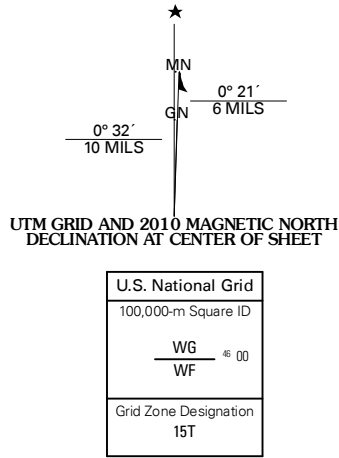 MN
0° 21´
6 MILS
GN
0° 32´
10 MILS
UTM GRID AND 2010 MAGNETIC NORTH
DECLINATION AT CENTER OF SHEET
U.S. National Grid
100,000-m Square ID
WG
46 00
WF
Grid Zone Designation
15T